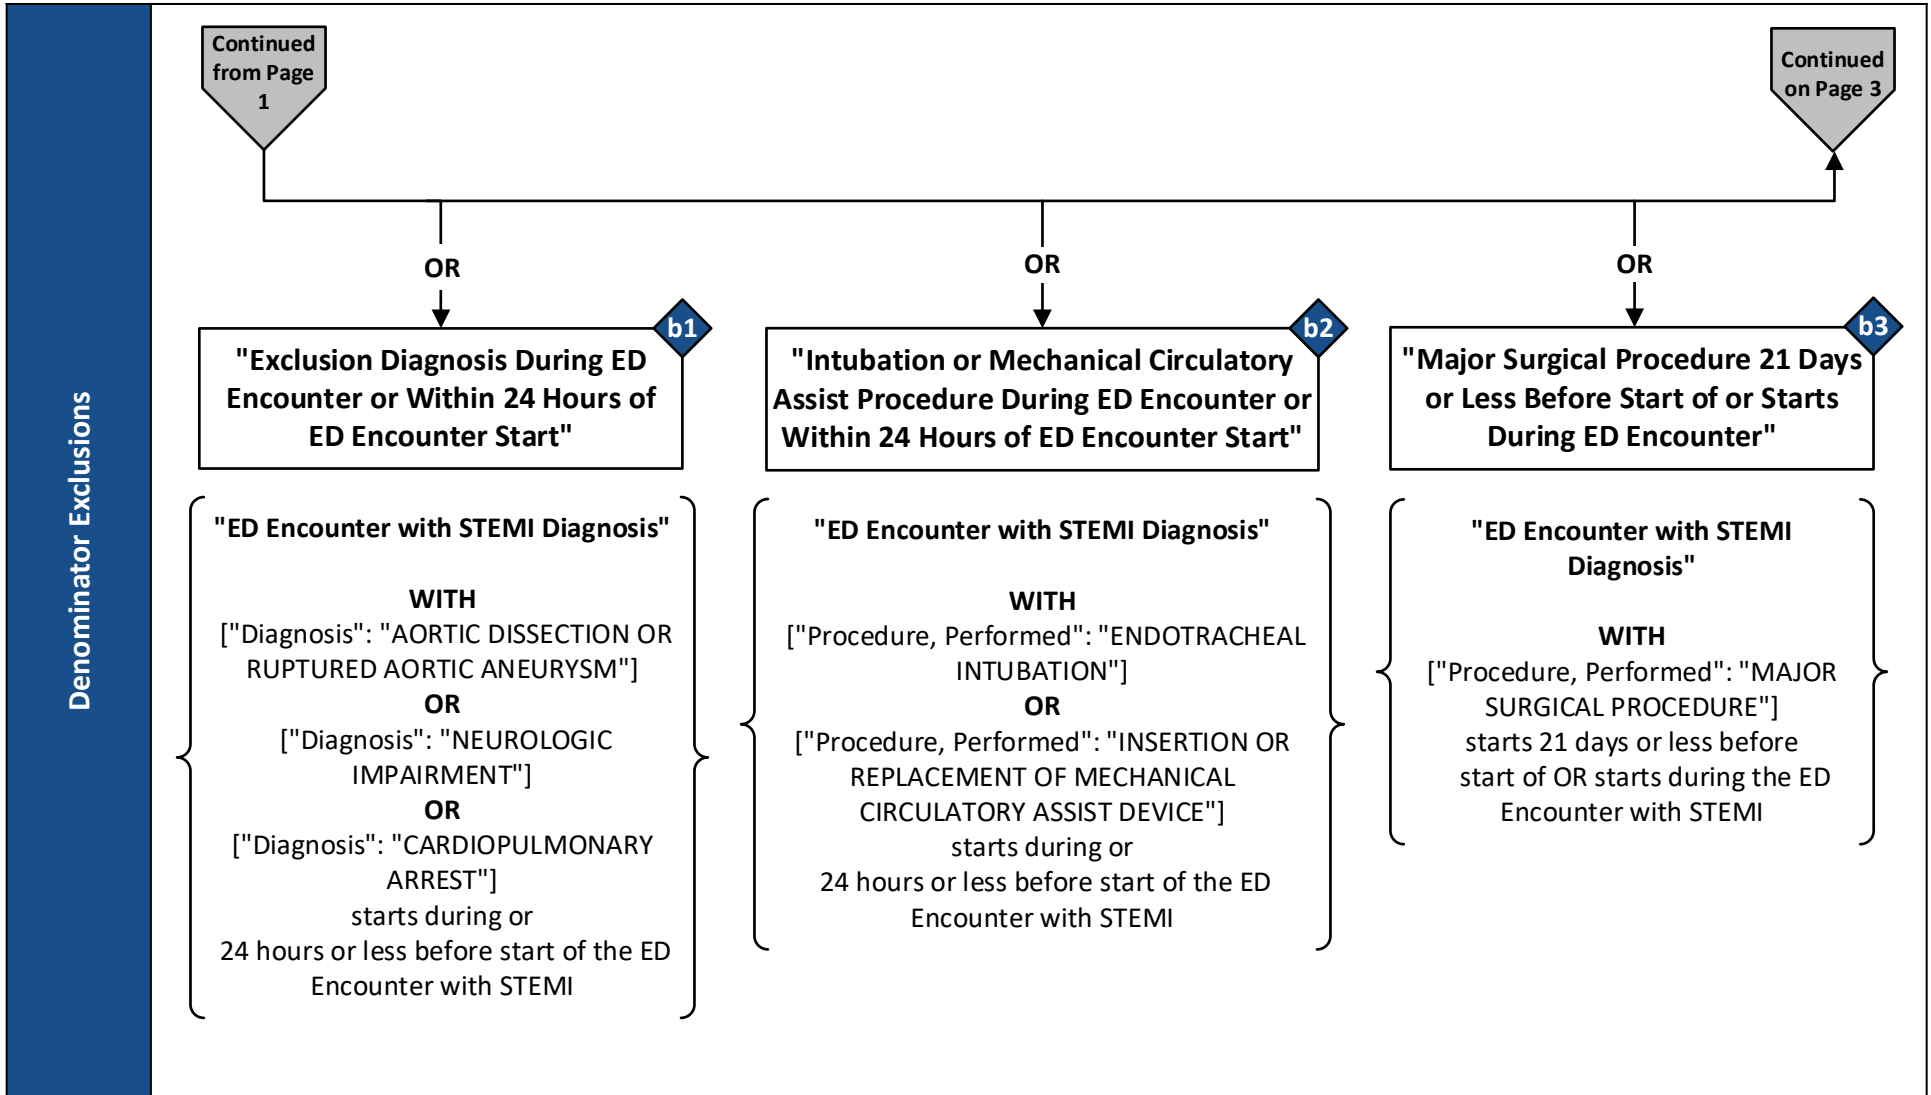 Denominator Exclusions
Continued
from Page
1
Continued
on Page 3
OR
b1
"Exclusion Diagnosis During ED
Encounter or Within 24 Hours of
ED Encounter Start"
"ED Encounter with STEMI Diagnosis"
WITH
["Diagnosis": "AORTIC DISSECTION OR
RUPTURED AORTIC ANEURYSM"]
OR
["Diagnosis": "NEUROLOGIC
IMPAIRMENT"]
OR
["Diagnosis": "CARDIOPULMONARY
ARREST"]
starts during or
24 hours or less before start of the ED
Encounter with STEMI
OR
b2
"Intubation or Mechanical Circulatory
Assist Procedure During ED Encounter or
Within 24 Hours of ED Encounter Start"
"ED Encounter with STEMI Diagnosis"
WITH
["Procedure, Performed": "ENDOTRACHEAL
INTUBATION"]
OR
["Procedure, Performed": "INSERTION OR
REPLACEMENT OF MECHANICAL
CIRCULATORY ASSIST DEVICE"]
starts during or
24 hours or less before start of the ED
Encounter with STEMI
OR
b3
"Major Surgical Procedure 21 Days
or Less Before Start of or Starts
During ED Encounter"
"ED Encounter with STEMI
Diagnosis"
WITH
["Procedure, Performed": "MAJOR
SURGICAL PROCEDURE"]
starts 21 days or less before
start of OR starts during the ED
Encounter with STEMI